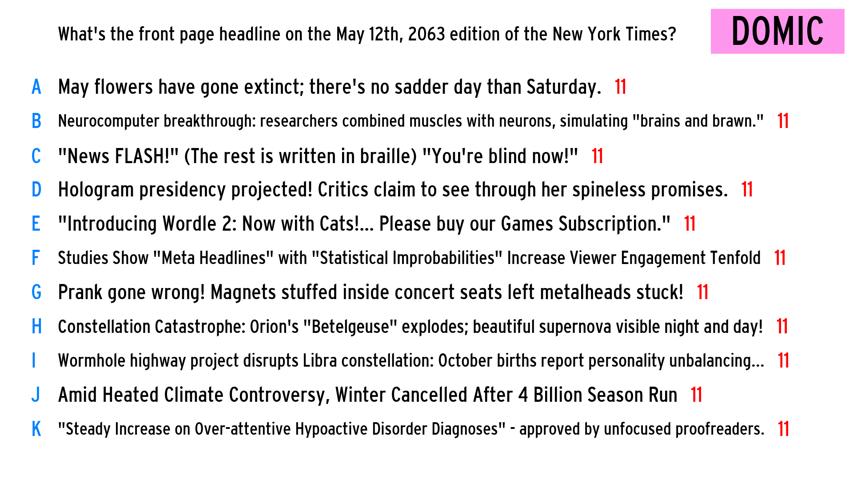 What's the front page headline on the May 12th, 2063 edition of the New York Times?
DOMIC
A May flowers have gone extinct; there's no sadder day than Saturday. 11
B Neurocomputer breakthrough: researchers combined muscles with neurons, simulating "brains and brawn." 11
C "News FLASH!" (The rest is written in braille) "You're blind now!" 11
D Hologram presidency projected! Critics claim to see through her spineless promises. 11
E "Introducing Wordle 2: Now with Cats!... Please buy our Games Subscription." 11
F Studies Show "Meta Headlines" with "Statistical Improbabilities" Increase Viewer Engagement Tenfold 11
G Prank gone wrong! Magnets stuffed inside concert seats left metalheads stuck! 11
H Constellation Catastrophe: Orion's "Betelgeuse" explodes; beautiful supernova visible night and day! 11
I Wormhole highway project disrupts Libra constellation: October births report personality unbalancing... 11
J Amid Heated Climate Controversy, Winter Cancelled After 4 Billion Season Run 11
K "Steady Increase on Over-attentive Hypoactive Disorder Diagnoses" - approved by unfocused proofreaders. 11